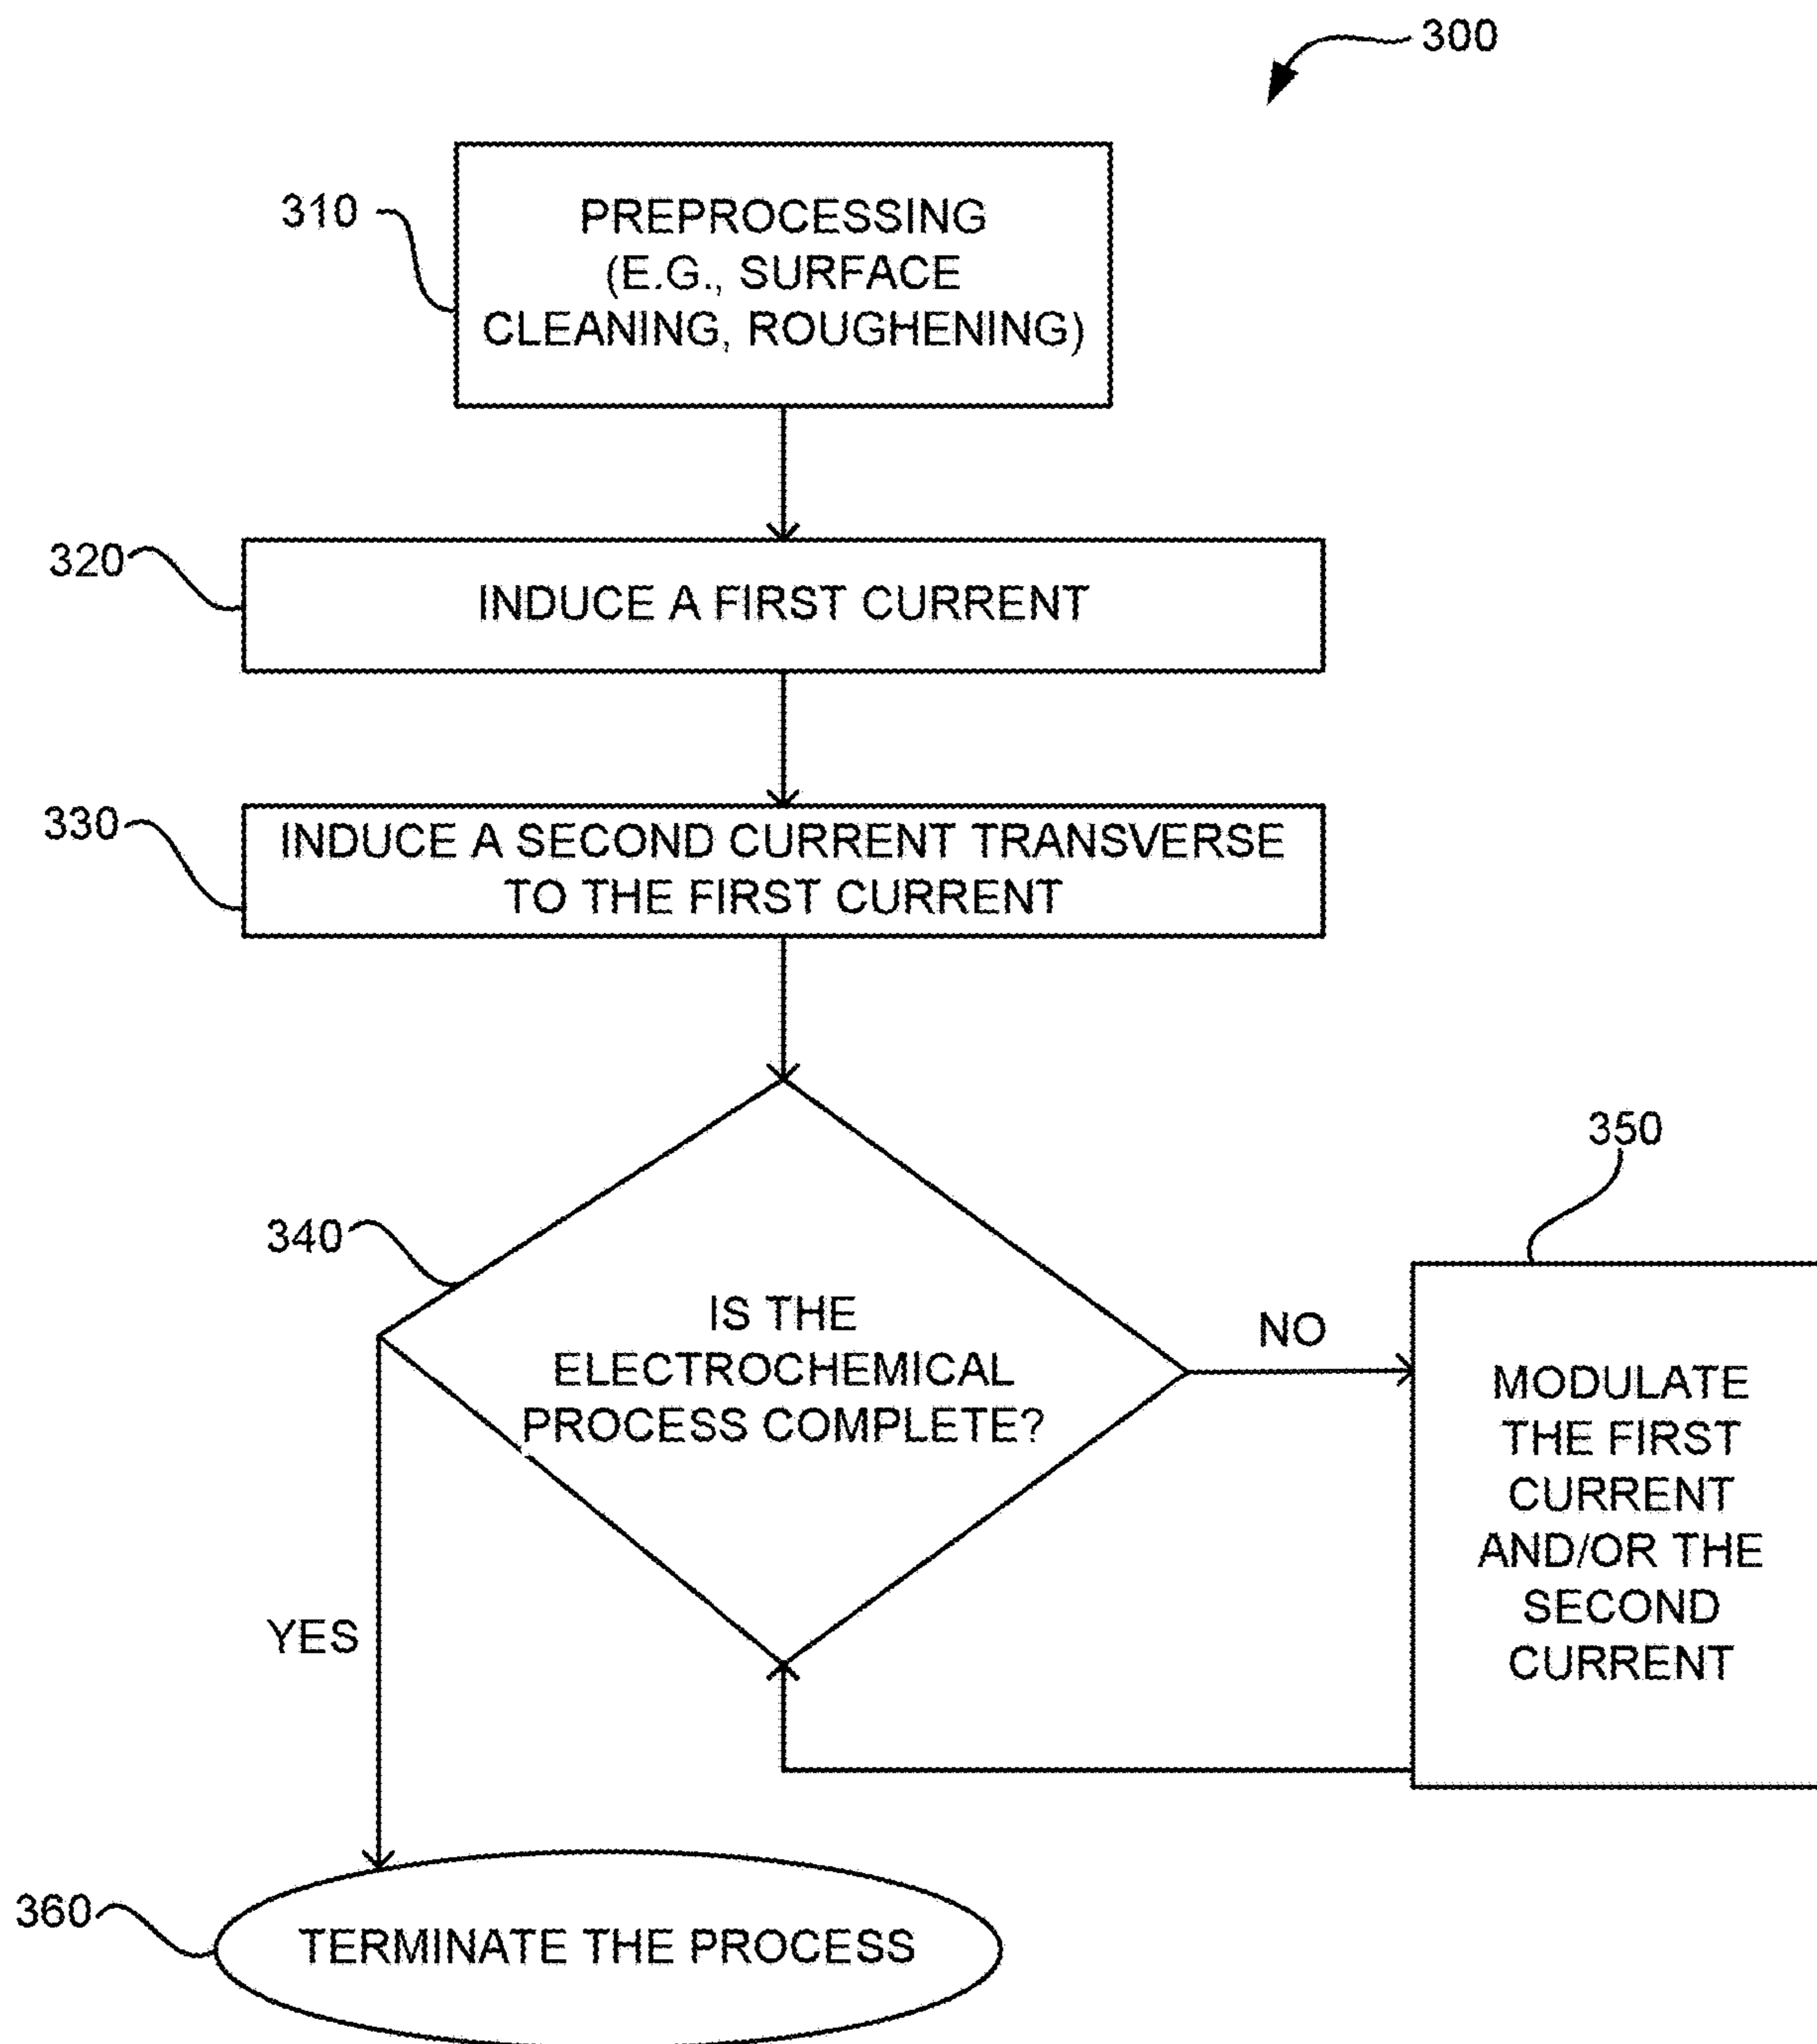 300
310
PREPROCESSING
(E.G., SURFACE
CLEANING, ROUGHENING)
320
INDUCE A FIRST CURRENT
330
INDUCE A SECOND CURRENT TRANSVERSE
TO THE FIRST CURRENT
340
IS THE
ELECTROCHEMICAL
PROCESS COMPLETE?
NO
350
MODULATE
THE FIRST
CURRENT
AND/OR THE
SECOND
CURRENT
YES
360
TERMINATE THE PROCESS